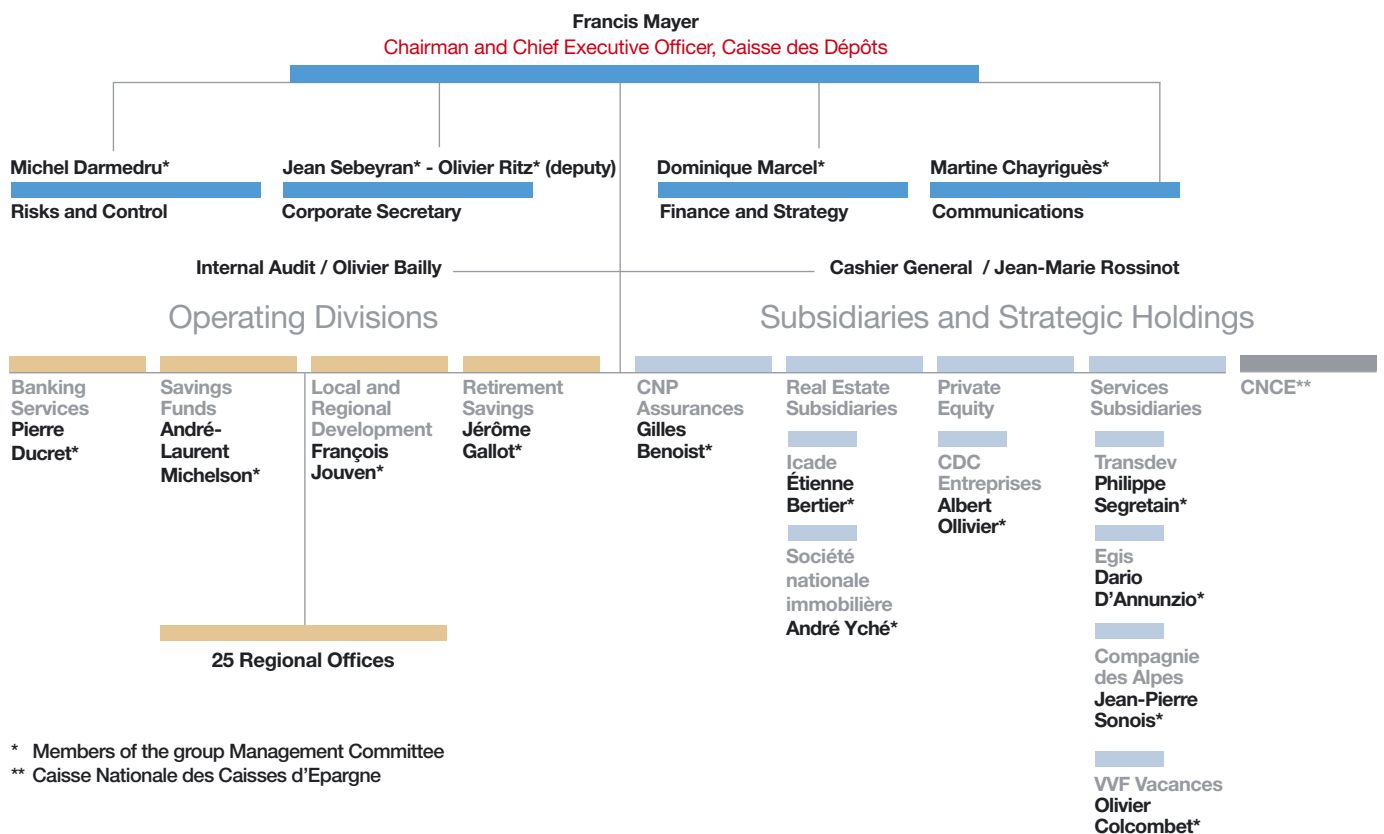 Francis Mayer
Chairman and Chief Executive Officer, Caisse des Dépôts
Michel Darmedru*
Risks and Control
Jean Sebeyran* - Olivier Ritz* (deputy)
Corporate Secretary
Dominique Marcel*
Finance and Strategy
Martine Chayriguès*
Communications
Internal Audit / Olivier Bailly
Cashier General / Jean-Marie Rossinot
Operating Divisions
Banking
Services
Pierre
Ducret*
Savings
Funds
André-
Laurent
Michelson*
Local and
Regional
Development
François
Jouven*
Retirement
Savings
Jérôme
Gallot*
25 Regional Offices
Subsidiaries and Strategic Holdings
CNP
Assurances
Gilles
Benoist*
Real Estate
Subsidiaries
Icade
Étienne
Bertier*
Société
nationale
immobilière
André Yché*
Private
Equity
CDC
Entreprises
Albert
Ollivier*
Services
Subsidiaries
Transdev
Philippe
Segretain*
Egis
Dario
D'Annunzio*
Compagnie
des Alpes
Jean-Pierre
Sonois*
VVF Vacances
Olivier
Colcombet*
CNCE**
* Members of the group Management Committee
** Caisse Nationale des Caisses d'Epargne